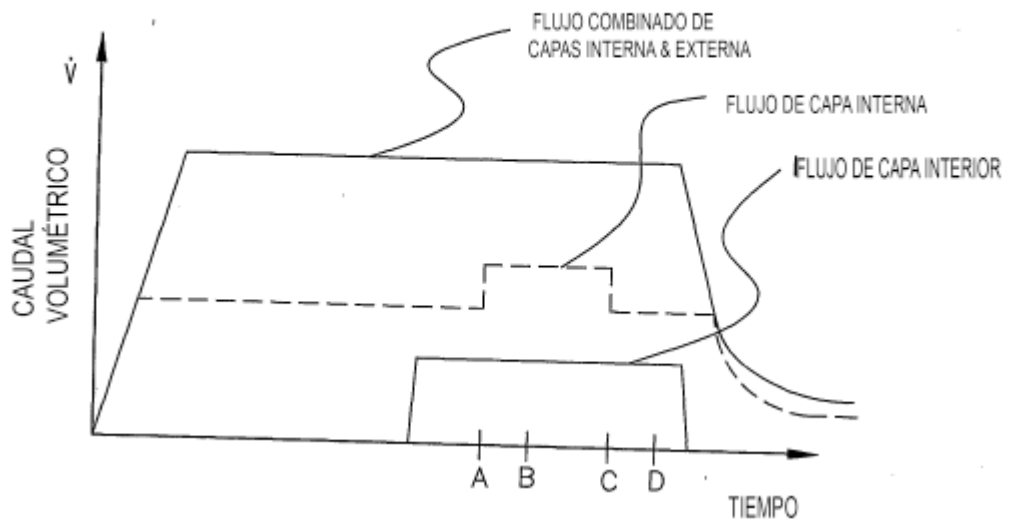 FLUJO COMBINADO DE
CAPAS INTERNA & EXTERNA
V̇
FLUJO DE CAPA INTERNA
FLUJO DE CAPA INTERIOR
CAUDAL
VOLUMÉTRICO
A B C D
TIEMPO